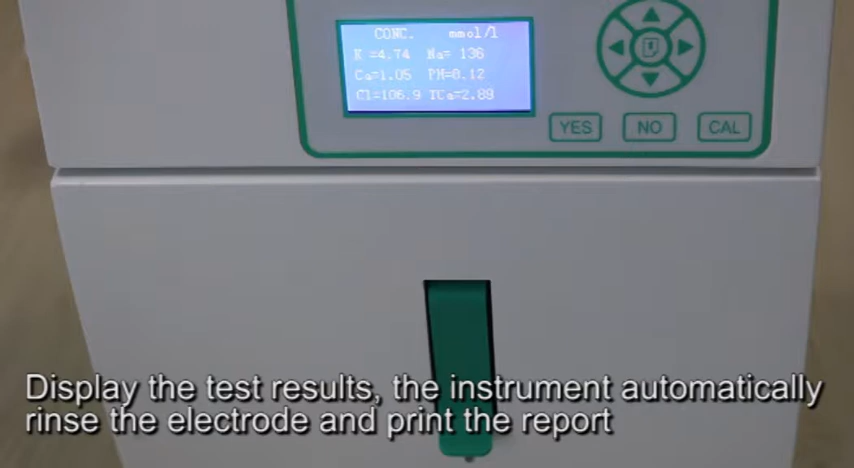 CONC. mmol/l
K =4.74 Na= 136
Ca=1.05 PH=8.12
Cl=106.9 TCa=2.89
YES NO CAL
Display the test results, the instrument automatically
rinse the electrode and print the report